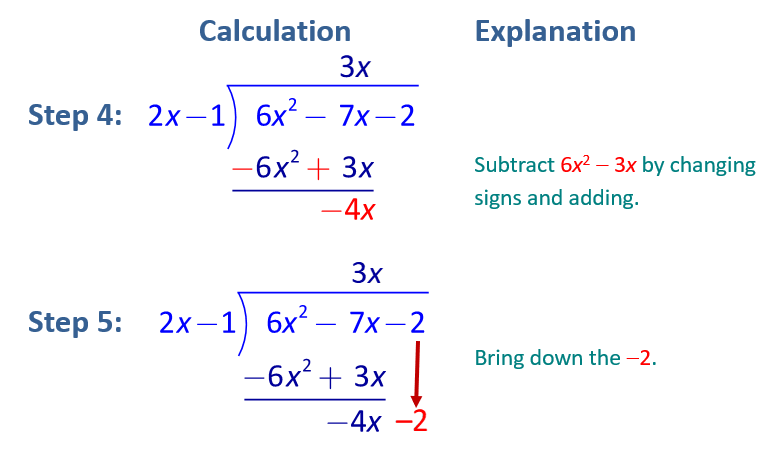 Calculation Explanation
3x
Step 4: 2x – 1 ) 6x² – 7x – 2
–6x² + 3x
Subtract 6x² – 3x by changing
signs and adding.
–4x
3x
Step 5: 2x – 1 ) 6x² – 7x – 2
–6x² + 3x
Bring down the –2.
–4x –2